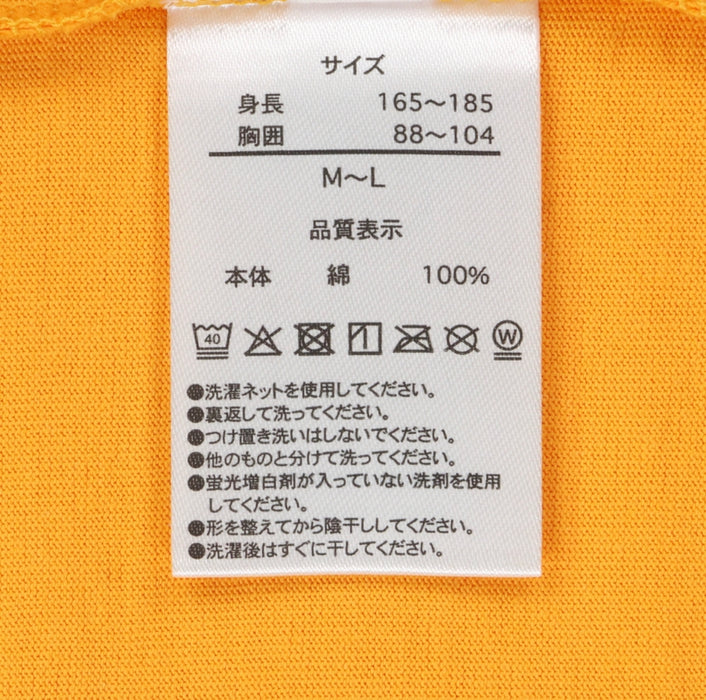 サイズ
身長 165〜185
胸囲 88〜104
M〜L
品質表示
本体 綿 100%
40 W
●洗濯ネットを使用してください。
●裏返して洗ってください。
●つけ置き洗いはしないでください。
●他のものと分けて洗ってください。
●蛍光増白剤が入っていない洗剤を使用
してください。
●形を整えてから陰干ししてください。
●洗濯後はすぐに干してください。